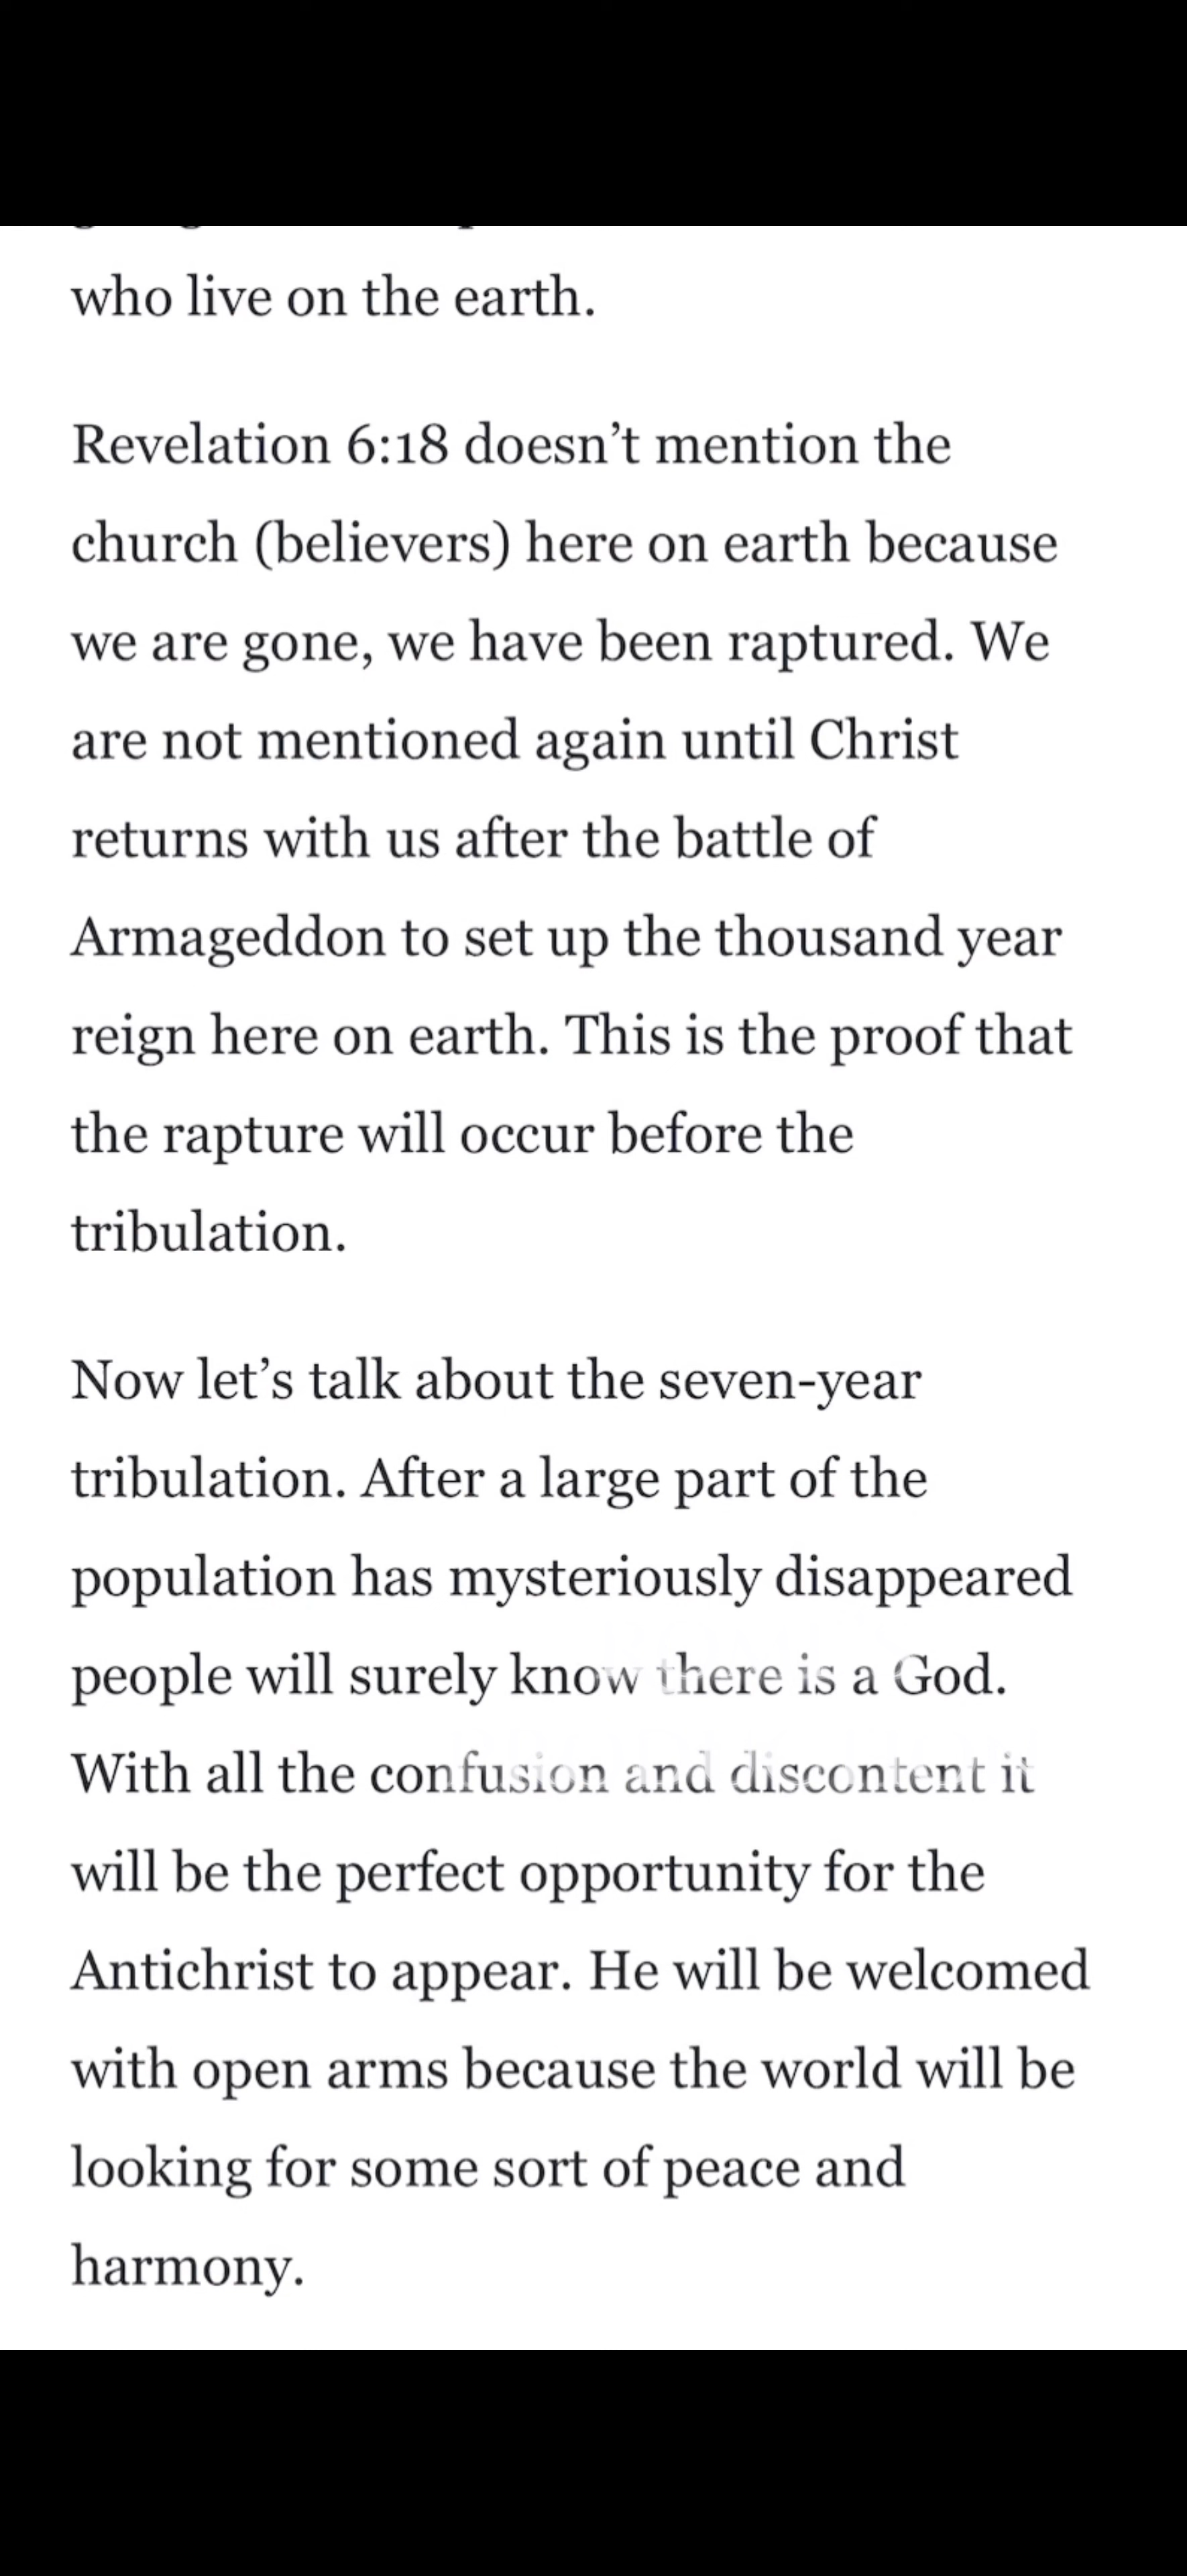 who live on the earth.
Revelation 6:18 doesn’t mention the
church (believers) here on earth because
we are gone, we have been raptured. We
are not mentioned again until Christ
returns with us after the battle of
Armageddon to set up the thousand year
reign here on earth. This is the proof that
the rapture will occur before the
tribulation.
Now let’s talk about the seven-year
tribulation. After a large part of the
population has mysteriously disappeared
people will surely know there is a God.
With all the confusion and discontent it
will be the perfect opportunity for the
Antichrist to appear. He will be welcomed
with open arms because the world will be
looking for some sort of peace and
harmony.